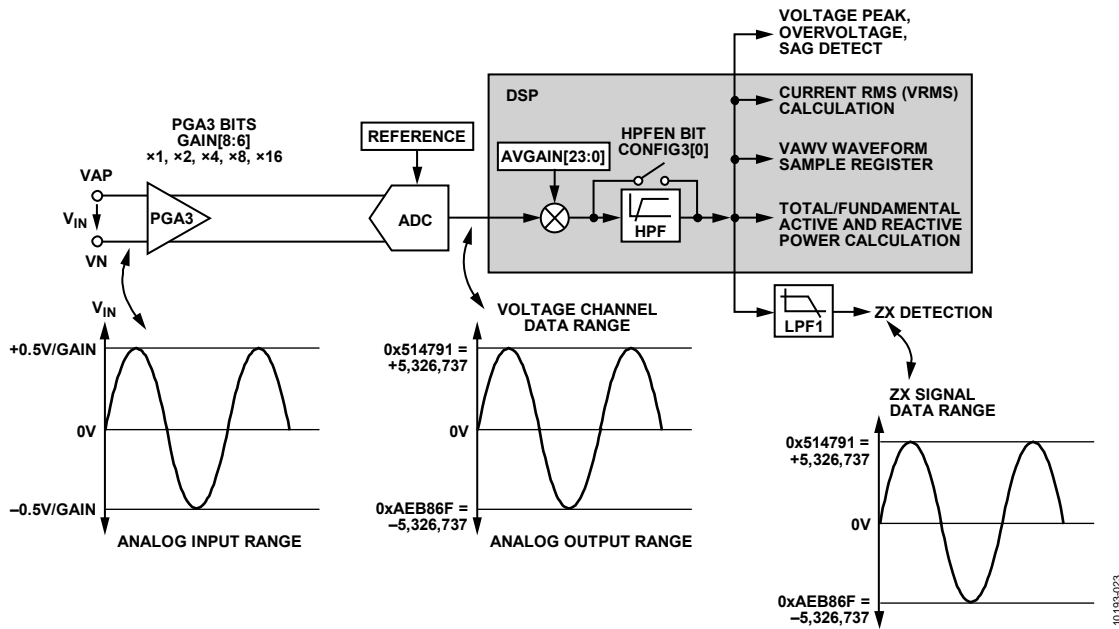 VOLTAGE PEAK,
OVERVOLTAGE,
SAG DETECT
DSP
CURRENT RMS (VRMS)
CALCULATION
PGA3 BITS
GAIN[8:6]
×1, ×2, ×4, ×8, ×16
REFERENCE
HPFEN BIT
CONFIG3[0]
AVGAIN[23:0]
VAWV WAVEFORM
SAMPLE REGISTER
VAP
VIN
PGA3
VN
ADC
HPF
TOTAL/FUNDAMENTAL
ACTIVE AND REACTIVE
POWER CALCULATION
LPF1
ZX DETECTION
VIN
+0.5V/GAIN
0V
–0.5V/GAIN
ANALOG INPUT RANGE
VOLTAGE CHANNEL
DATA RANGE
0x514791 =
+5,326,737
0V
0xAEB86F =
–5,326,737
ANALOG OUTPUT RANGE
ZX SIGNAL
DATA RANGE
0x514791 =
+5,326,737
0V
0xAEB86F =
–5,326,737
10193-023